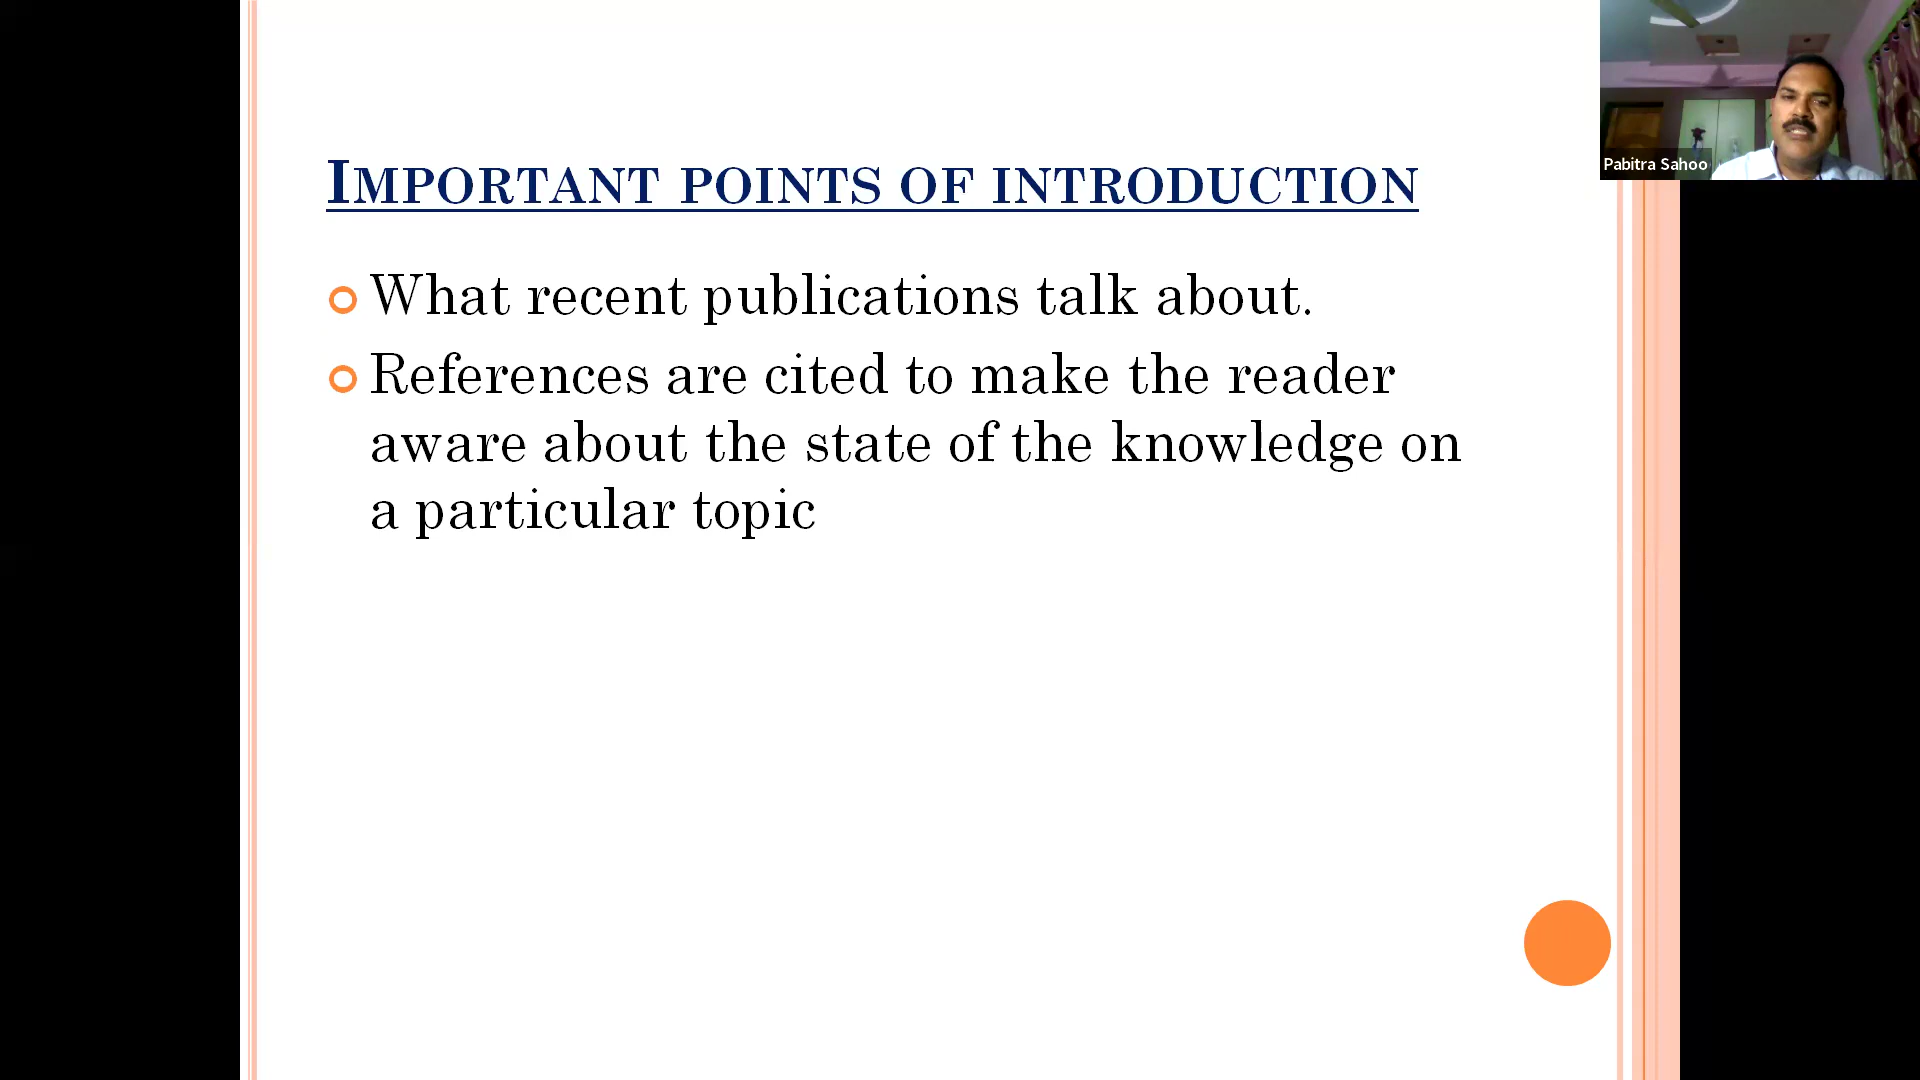 IMPORTANT POINTS OF INTRODUCTION
What recent publications talk about.
References are cited to make the reader
aware about the state of the knowledge on
a particular topic
Pabitra Sahoo